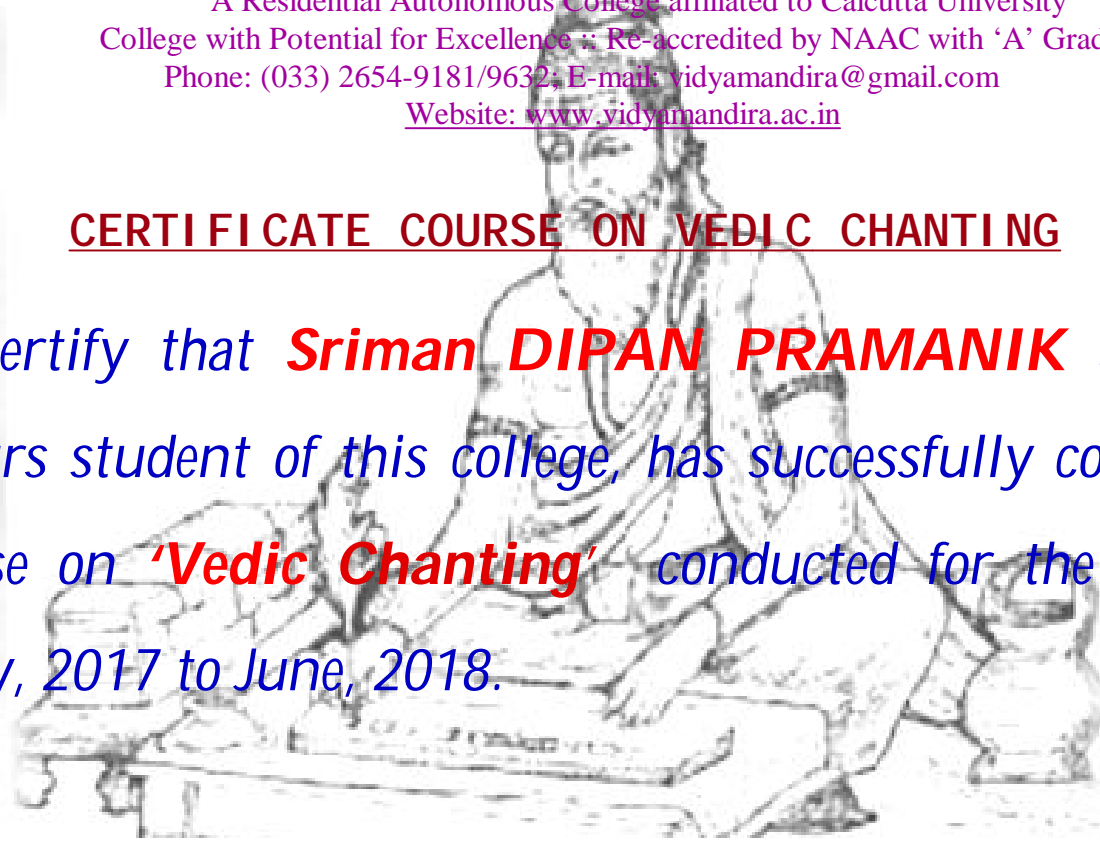 A Residential Autonomous College affiliated to Calcutta University
College with Potential for Excellence :: Re-accredited by NAAC with ‘A’ Grad
Phone: (033) 2654-9181/9632; E-mail: vidyamandira@gmail.com
Website: www.vidyamandira.ac.in
CERTIFICATE COURSE ON VEDIC CHANTING
ertify that Sriman DIPAN PRAMANIK
rs student of this college, has successfully co
se on ‘Vedic Chanting’ conducted for the
y, 2017 to June, 2018.